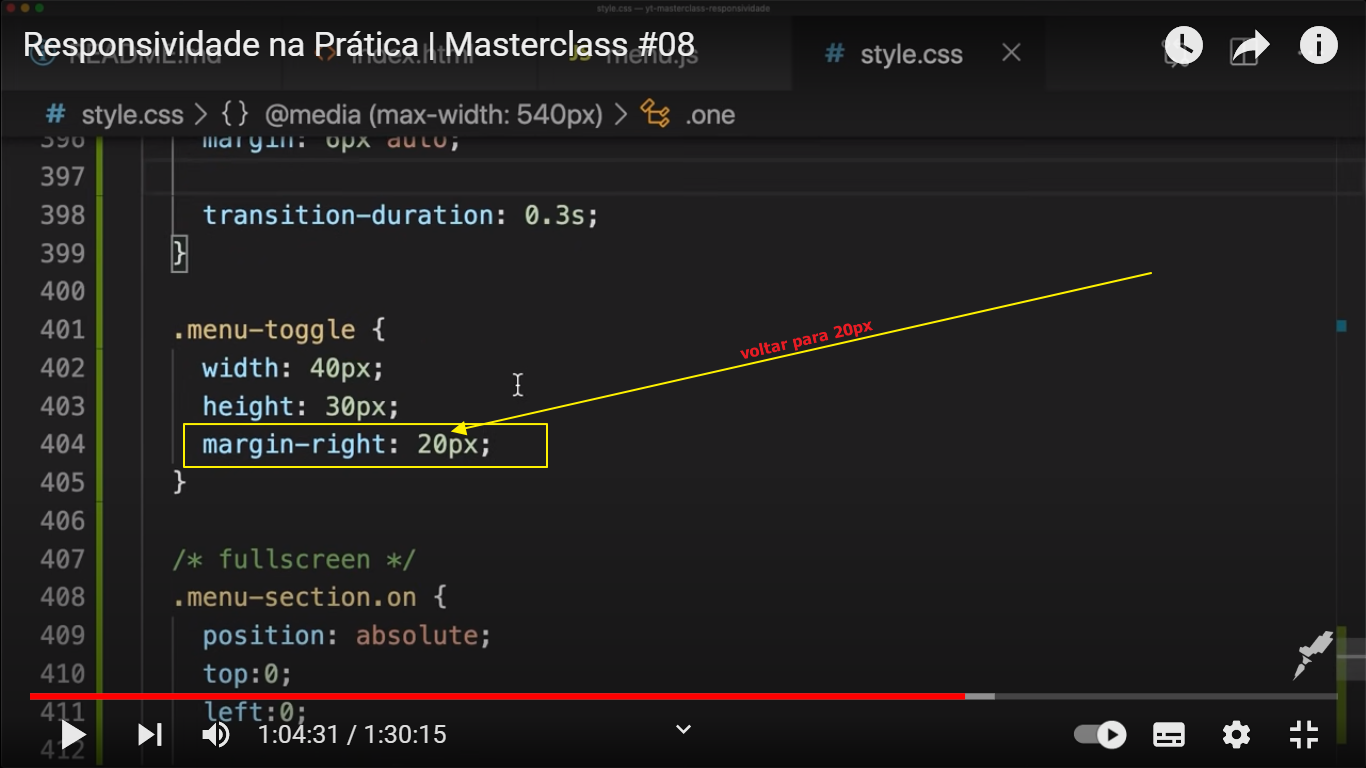 style.css — yt-masterclass-responsividade
Responsividade na Prática | Masterclass #08
README.md
index.html
JS menu.js
# style.css
# style.css > {} @media (max-width: 540px) > .one
396 margin: 6px auto;
397
398 transition-duration: 0.3s;
399 }
400
401 .menu-toggle {
voltar para 20px
402 width: 40px;
403 height: 30px;
404 margin-right: 20px;
405 }
406
407 /* fullscreen */
408 .menu-section.on {
409 position: absolute;
410 top:0;
411 left:0;
412
1:04:31 / 1:30:15